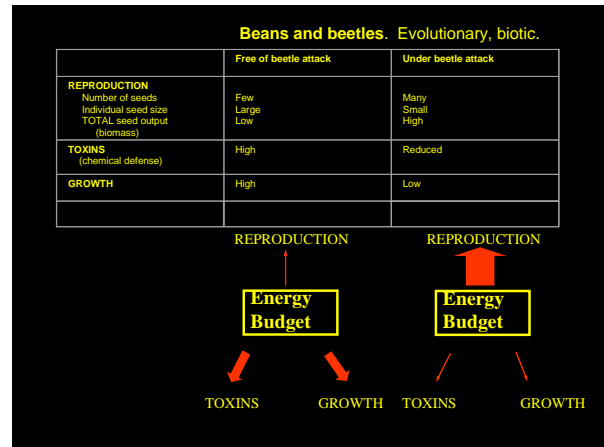 Beans and beetles. Evolutionary, biotic.
Free of beetle attack Under beetle attack
REPRODUCTION
Number of seeds Few Many
Individual seed size Large Small
TOTAL seed output Low High
(biomass)
TOXINS High Reduced
(chemical defense)
GROWTH High Low
REPRODUCTION REPRODUCTION
Energy Energy
Budget Budget
TOXINS GROWTH TOXINS GROWTH